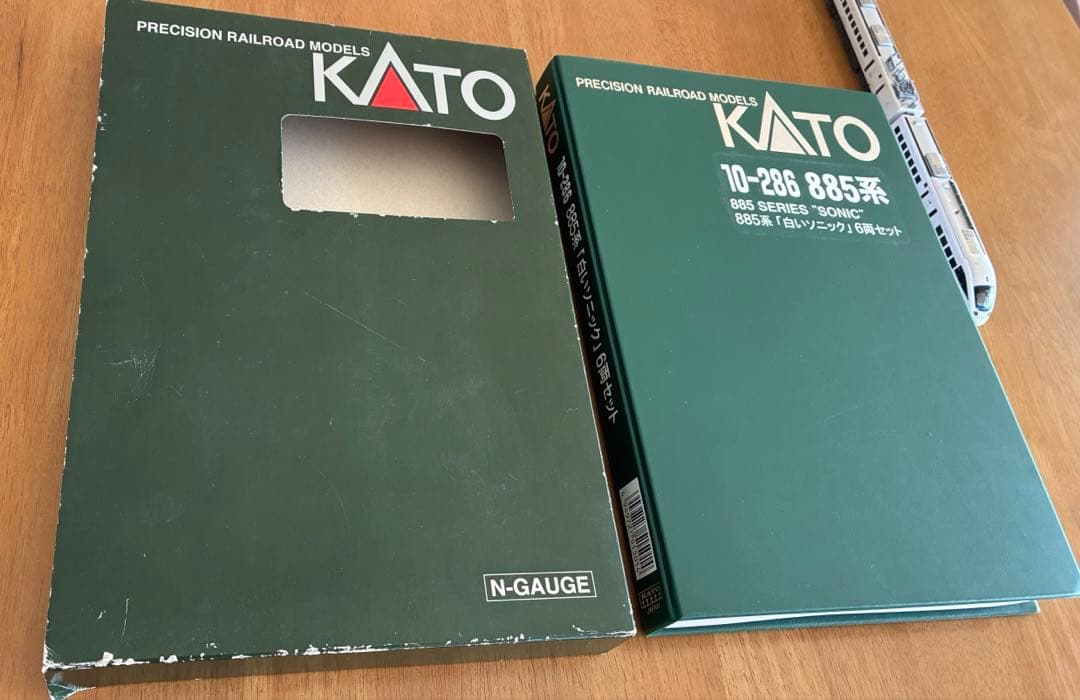 PRECISION RAILROAD MODELS
KATO
N-GAUGE
KATO
10-286 885系「白いソニック」6両セット
PRECISION RAILROAD MODELS
KATO
10-286 885系
885 SERIES "SONIC"
885系「白いソニック」6両セット